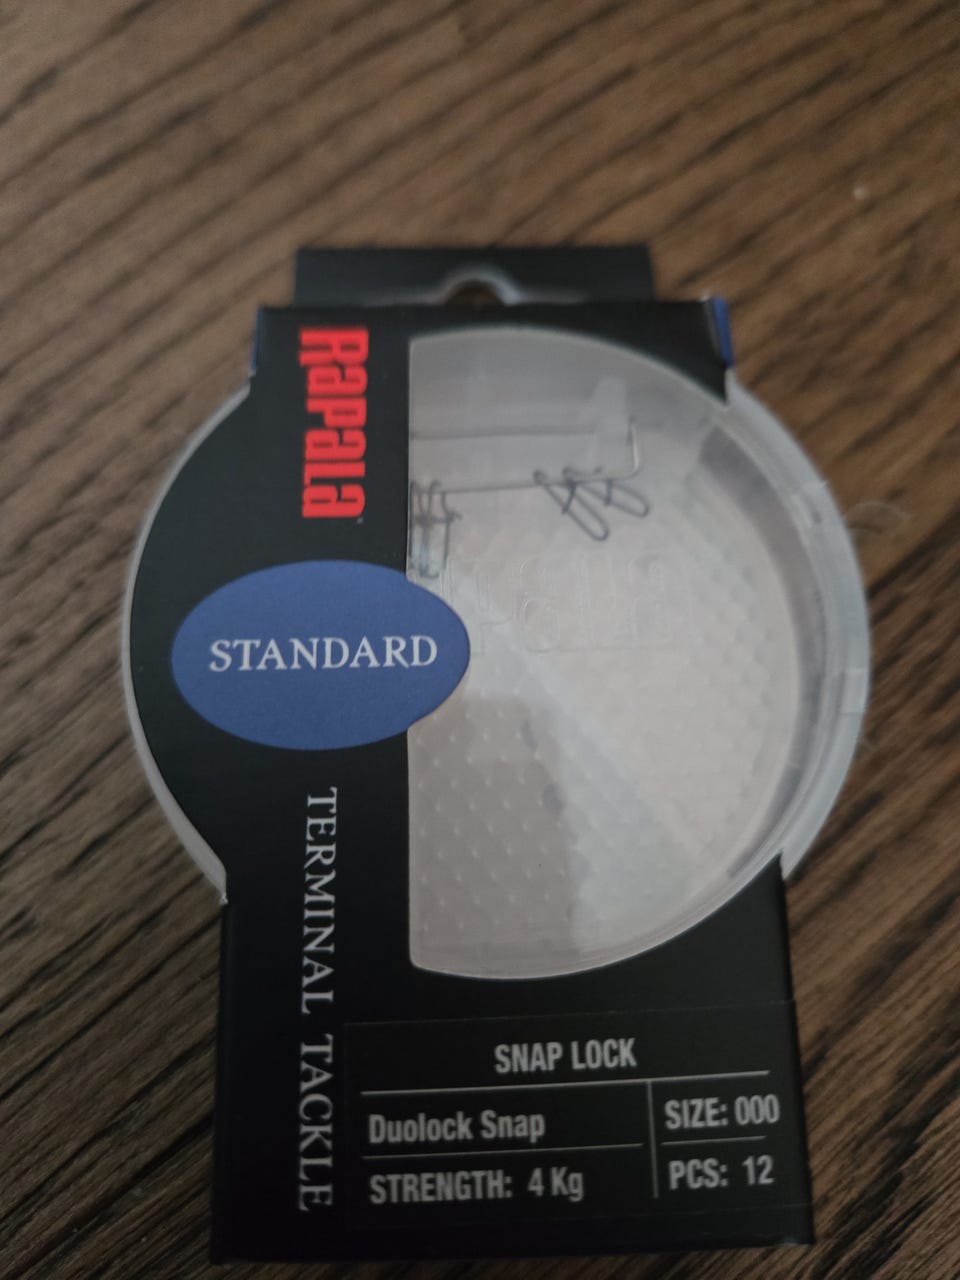 RAPALA
STANDARD
TERMINAL TACKLE
SNAP LOCK
Duolock Snap
SIZE: 000
STRENGTH: 4 Kg
PCS: 12